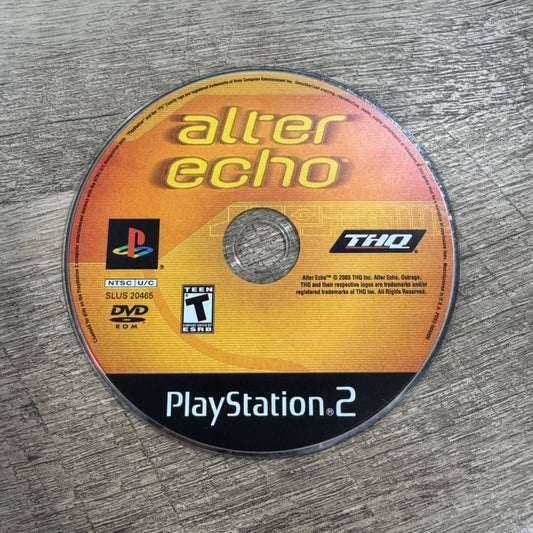 alter
echo™
THQ
NTSC U/C
SLUS 20465
DVD
ROM
TEEN
T
ESRB
Alter Echo™ © 2003 THQ Inc. Alter Echo, Outrage,
THQ and their respective logos are trademarks and/or
registered trademarks of THQ Inc. All Rights Reserved.
PlayStation®2